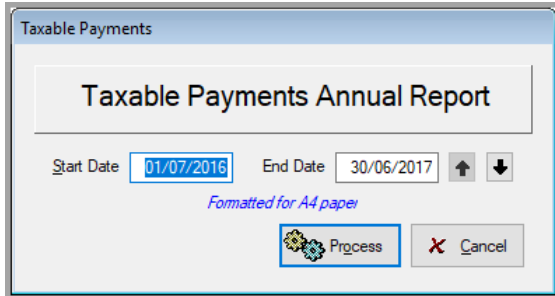 Taxable Payments
Taxable Payments Annual Report
Start Date 01/07/2016 End Date 30/06/2017
Formatted for A4 paper
Process Cancel